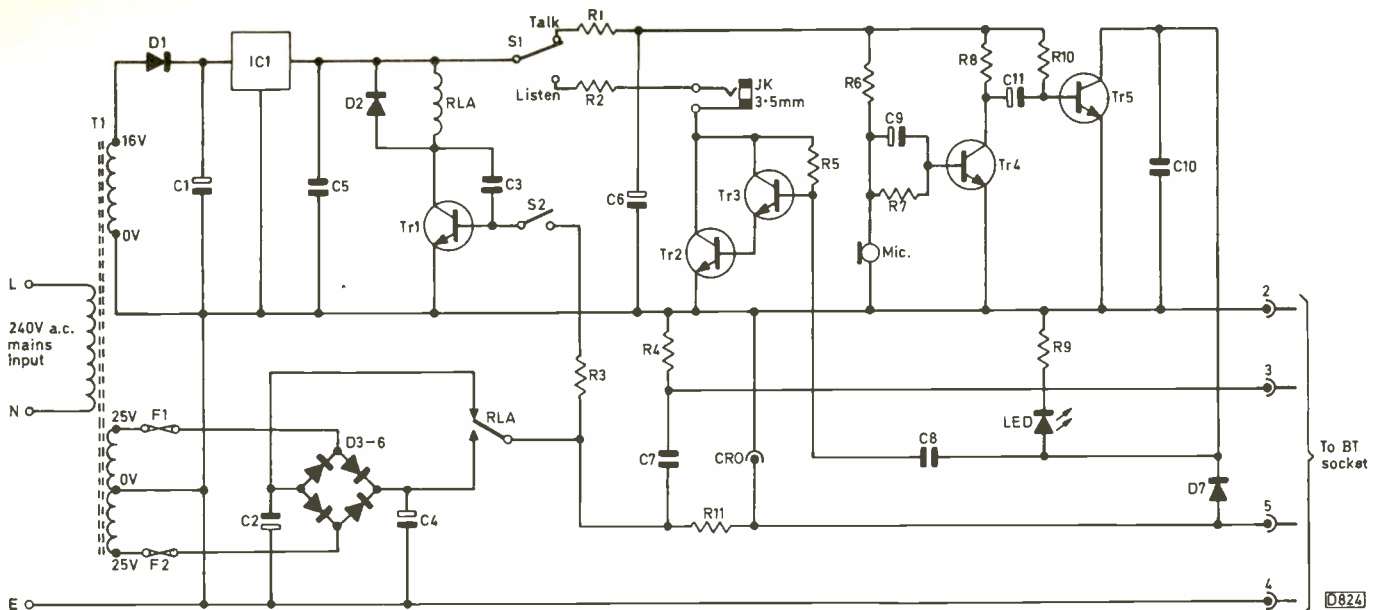 Talk
R1
S1
D1
IC1
D2
RLA
Listen
R2
JK
3·5mm
R6
R8
R10
C11
Tr5
T1
16V
C1
C5
C3
S2
Tr1
C6
Tr3
R5
C9
R7
Tr4
C10
0V
Tr2
Mic.
L
240V a.c.
mains
input
N
2
R4
R9
3
R3
25V
F1
D3-6
RLA
LED
C7
CRO
C8
To BT
socket
0V
D7
C2
C4
R11
5
25V
F2
E
4
D824